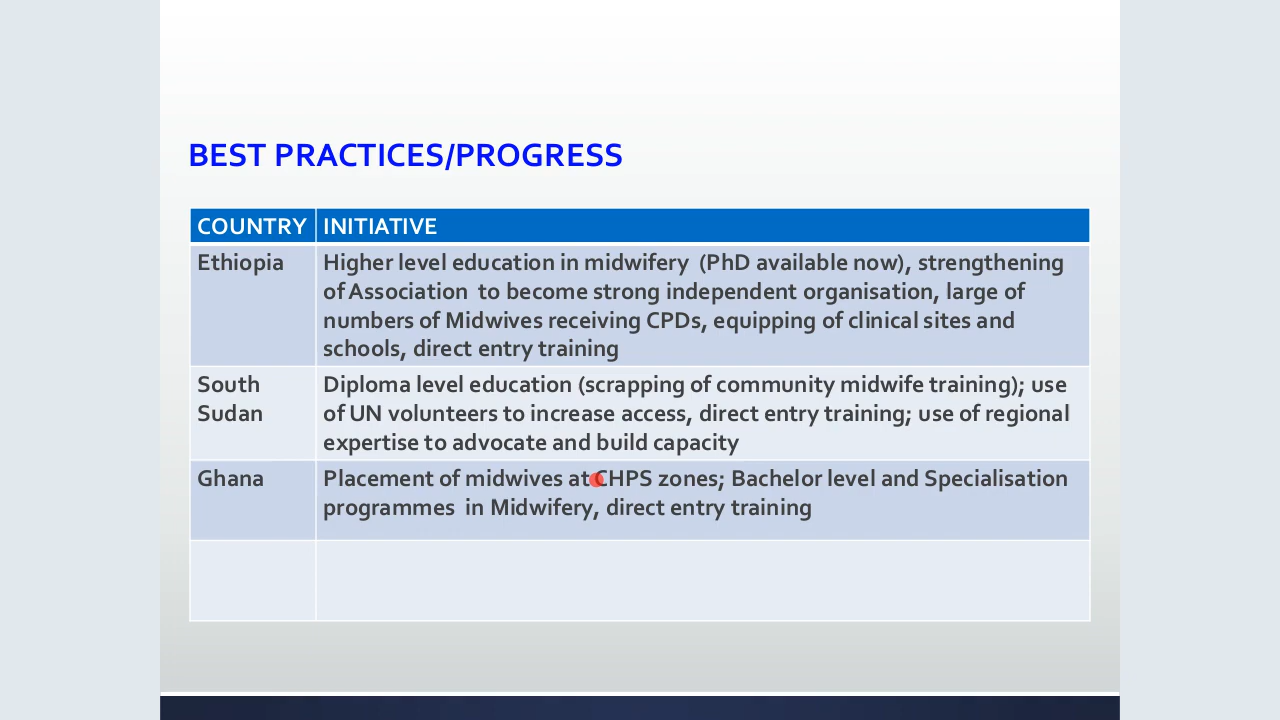 BEST PRACTICES/PROGRESS
COUNTRY INITIATIVE
Ethiopia Higher level education in midwifery (PhD available now), strengthening
of Association to become strong independent organisation, large of
numbers of Midwives receiving CPDs, equipping of clinical sites and
schools, direct entry training
South Diploma level education (scrapping of community midwife training); use
Sudan of UN volunteers to increase access, direct entry training; use of regional
expertise to advocate and build capacity
Ghana Placement of midwives at CHPS zones; Bachelor level and Specialisation
programmes in Midwifery, direct entry training